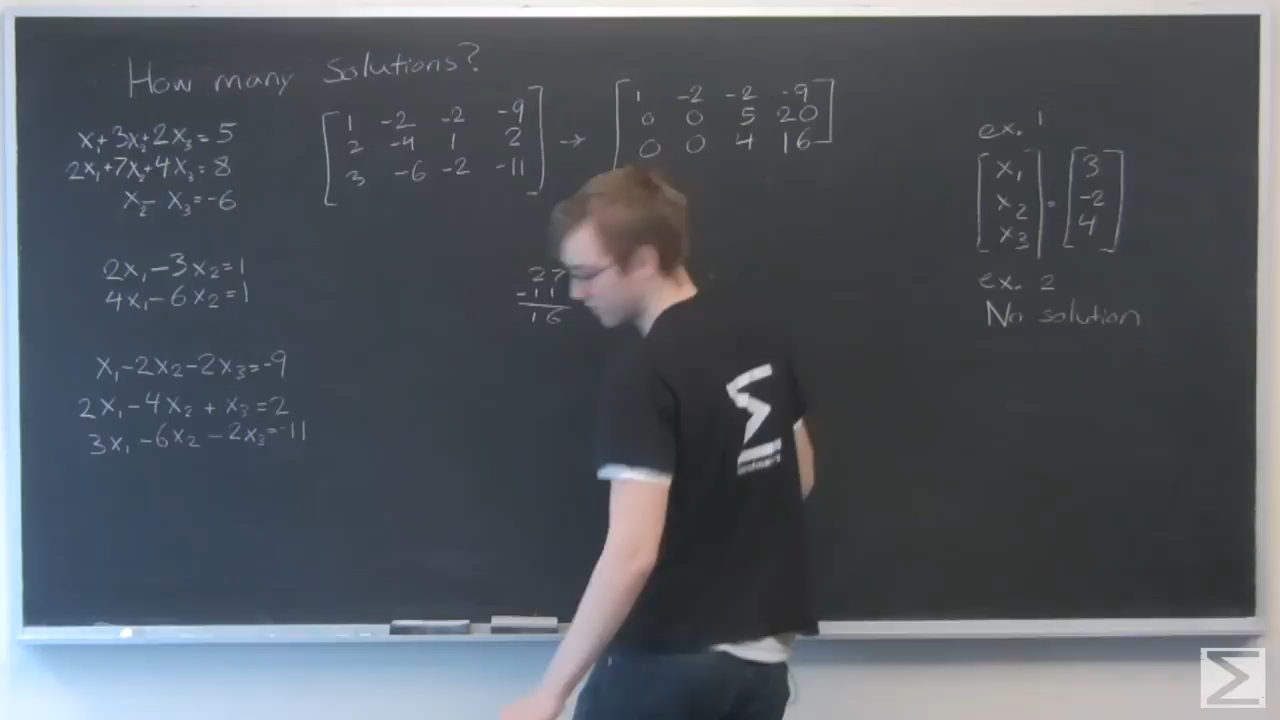 How many Solutions?
x₁+3x₂+2x₃=5
2x₁+7x₂+4x₃=8
x₂-x₃=-6
2x₁-3x₂=1
4x₁-6x₂=1
x₁-2x₂-2x₃=-9
2x₁-4x₂+x₃=2
3x₁-6x₂-2x₃=-11
1 -2 -2 -9
2 -4 1 2
3 -6 -2 -11
→
1 -2 -2 -9
0 0 5 20
0 0 4 16
27
-11
16
ex. 1
[x₁ x₂ x₃] = [3 -2 4]
ex. 2
No solution
Σ
Σ